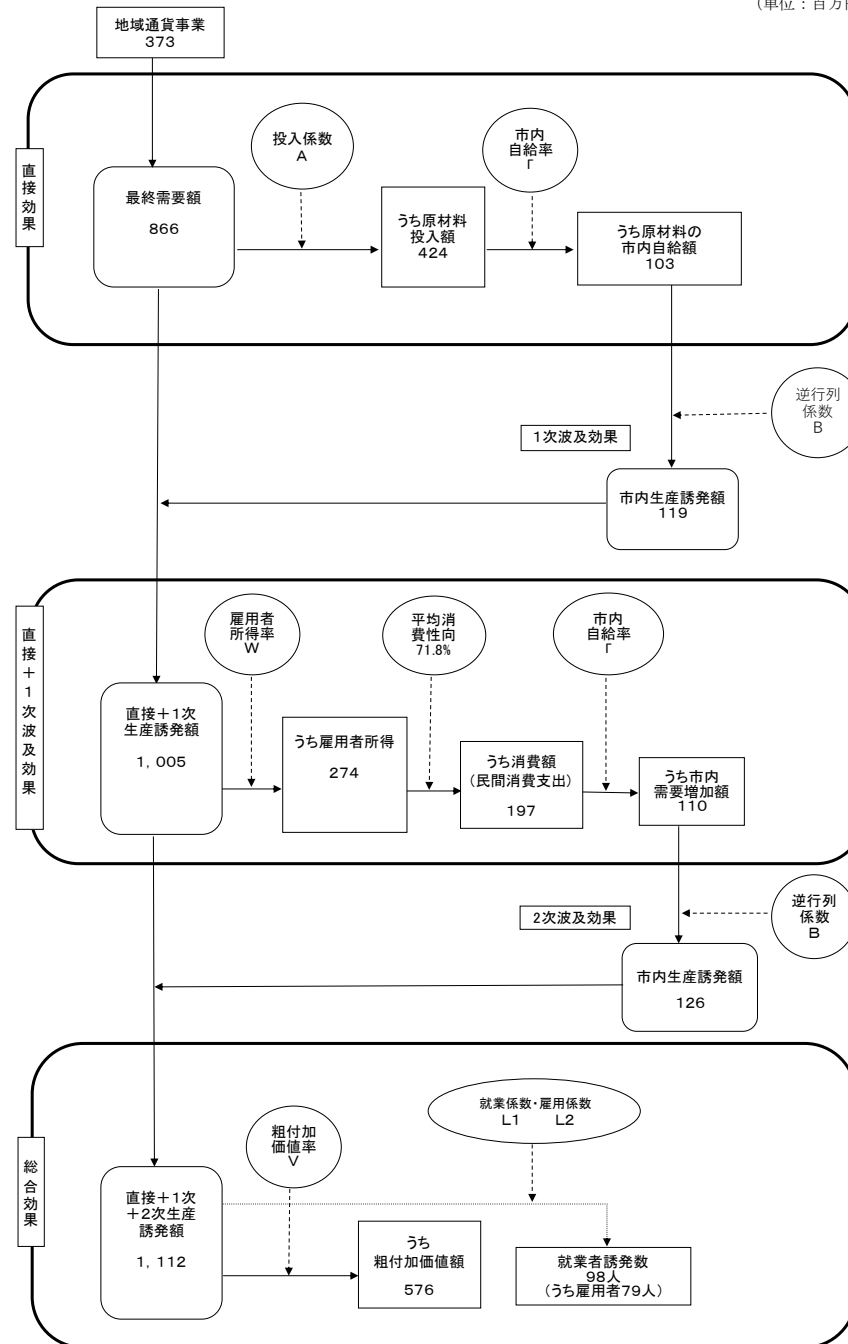 (単位：百万円
地域通貨事業
373
直接効果
投入係数
A
市内
自給率
Γ
最終需要額
866
うち原材料
投入額
424
うち原材料の
市内自給額
103
逆行列
係数
B
1次波及効果
市内生産誘発額
119
直接＋1次波及効果
雇用者
所得率
W
平均消
費性向
71.8%
市内
自給率
Γ
直接＋1次
生産誘発額
1,005
うち雇用者所得
274
うち消費額
（民間消費支出）
197
うち市内
需要増加額
110
2次波及効果
逆行列
係数
B
市内生産誘発額
126
総合効果
就業係数・雇用係数
L1 L2
粗付加
価値率
V
直接＋1次
＋2次生産
誘発額
1,112
うち
粗付加価値額
576
就業者誘発数
98人
（うち雇用者79人）